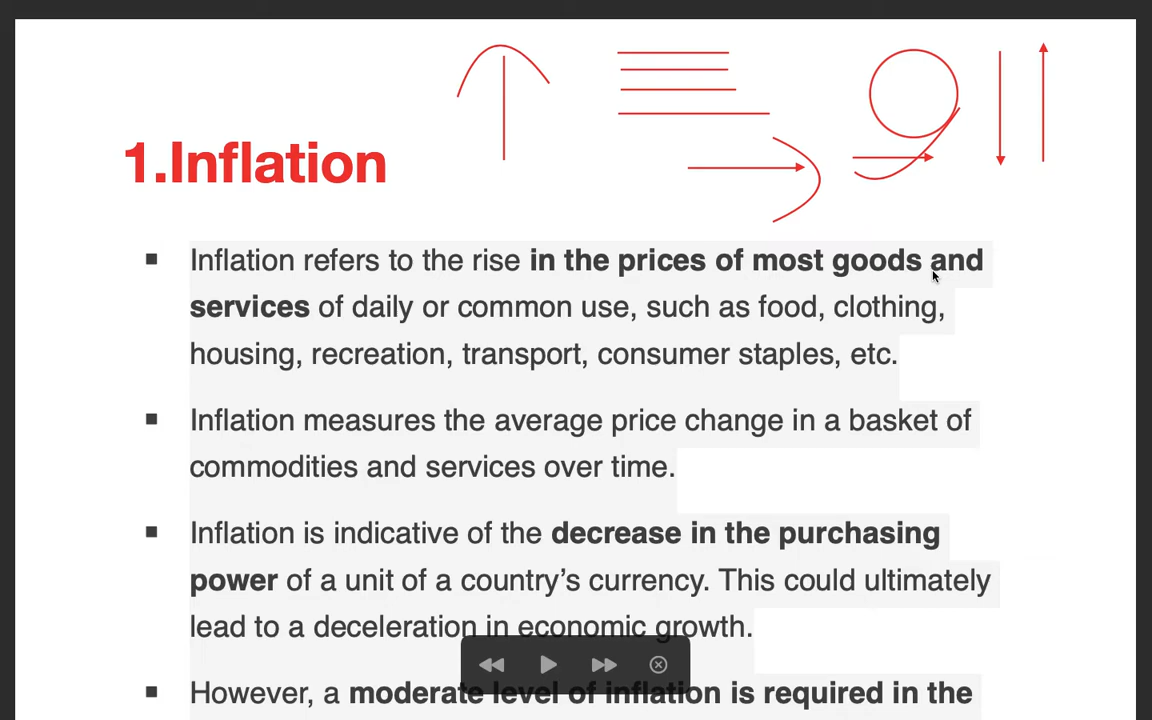 1.Inflation
▪ Inflation refers to the rise in the prices of most goods and
services of daily or common use, such as food, clothing,
housing, recreation, transport, consumer staples, etc.
▪ Inflation measures the average price change in a basket of
commodities and services over time.
▪ Inflation is indicative of the decrease in the purchasing
power of a unit of a country’s currency. This could ultimately
lead to a deceleration in economic growth.
▪ However, a moderate level of inflation is required in the